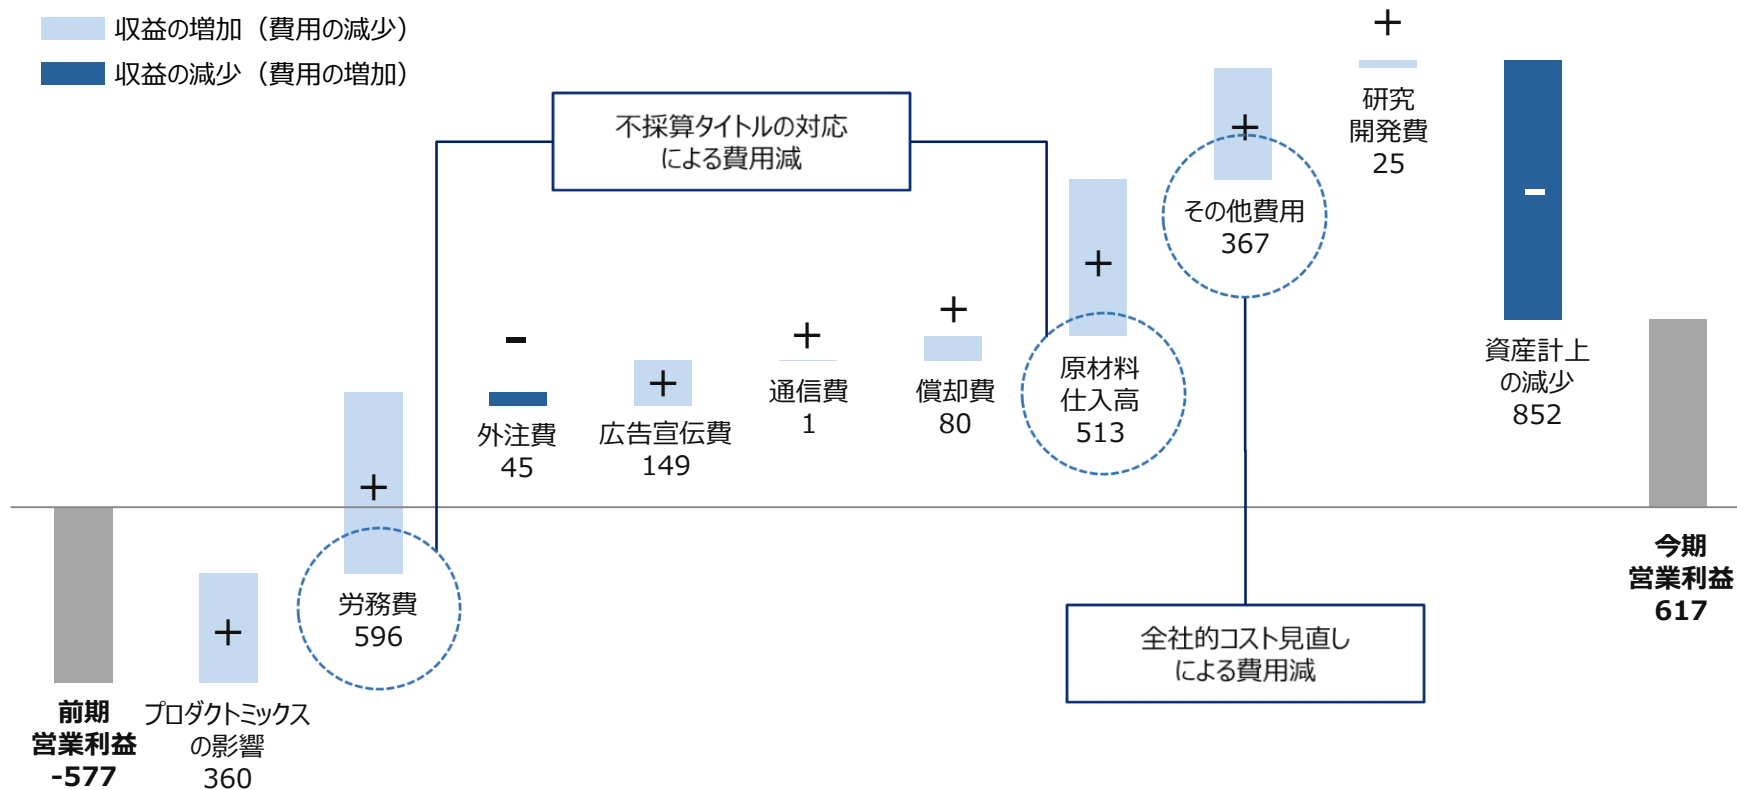 収益の増加（費用の減少）
収益の減少（費用の増加）
不採算タイトルの対応
による費用減
前期
営業利益
-577
+
プロダクトミックス
の影響
360
+
労務費
596
-
外注費
45
+
広告宣伝費
149
+
通信費
1
+
償却費
80
+
原材料
仕入高
513
+
その他費用
367
+
研究
開発費
25
-
資産計上
の減少
852
今期
営業利益
617
全社的コスト見直し
による費用減